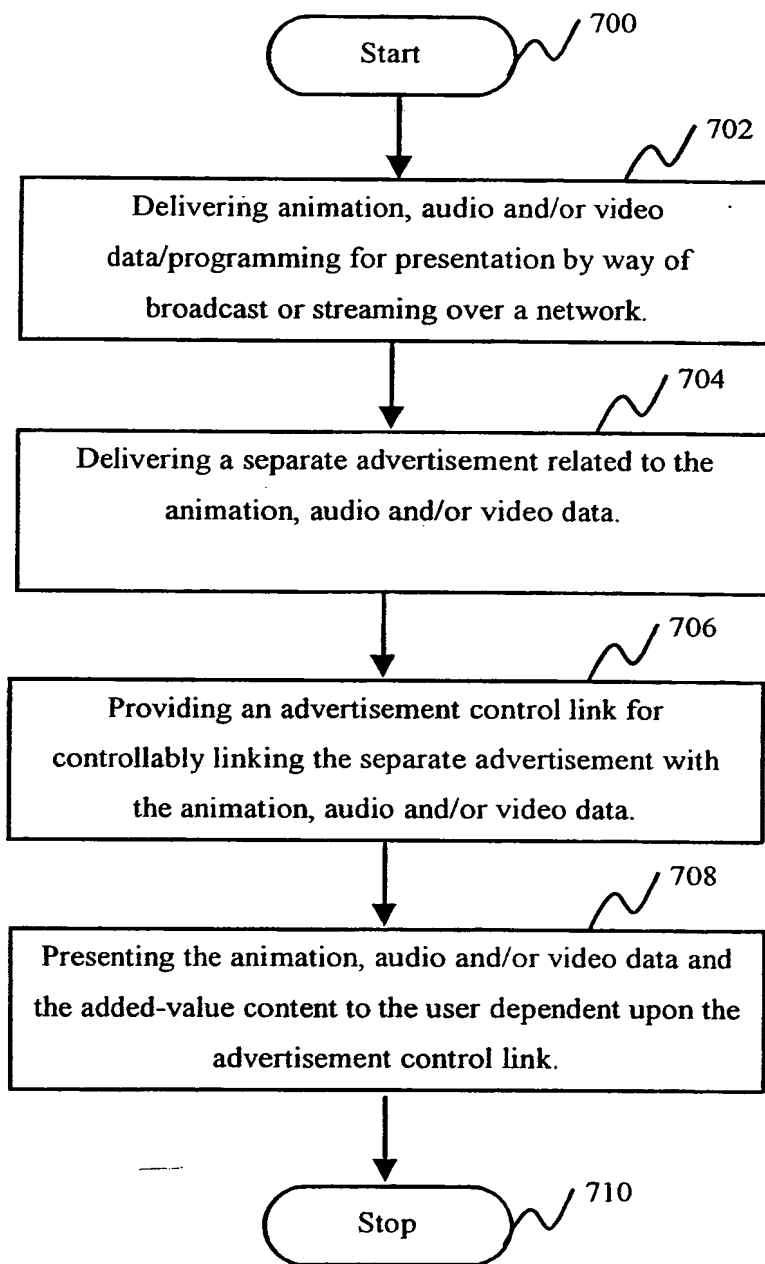 Start
700
702
Delivering animation, audio and/or video
data/programming for presentation by way of
broadcast or streaming over a network.
704
Delivering a separate advertisement related to the
animation, audio and/or video data.
706
Providing an advertisement control link for
controllably linking the separate advertisement with
the animation, audio and/or video data.
708
Presenting the animation, audio and/or video data and
the added-value content to the user dependent upon the
advertisement control link.
Stop
710